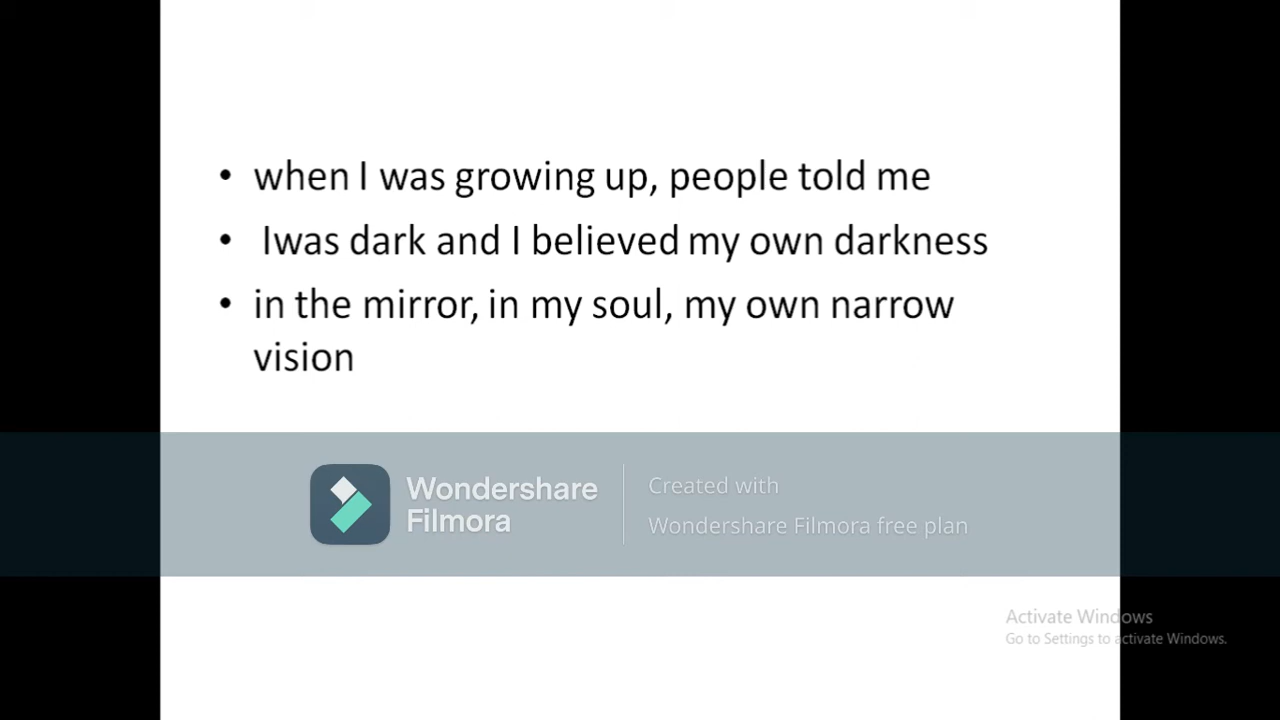 • when I was growing up, people told me
• Iwas dark and I believed my own darkness
• in the mirror, in my soul, my own narrow
vision
Wondershare
Filmora
Created with
Wondershare Filmora free plan
Activate Windows
Go to Settings to activate Windows.